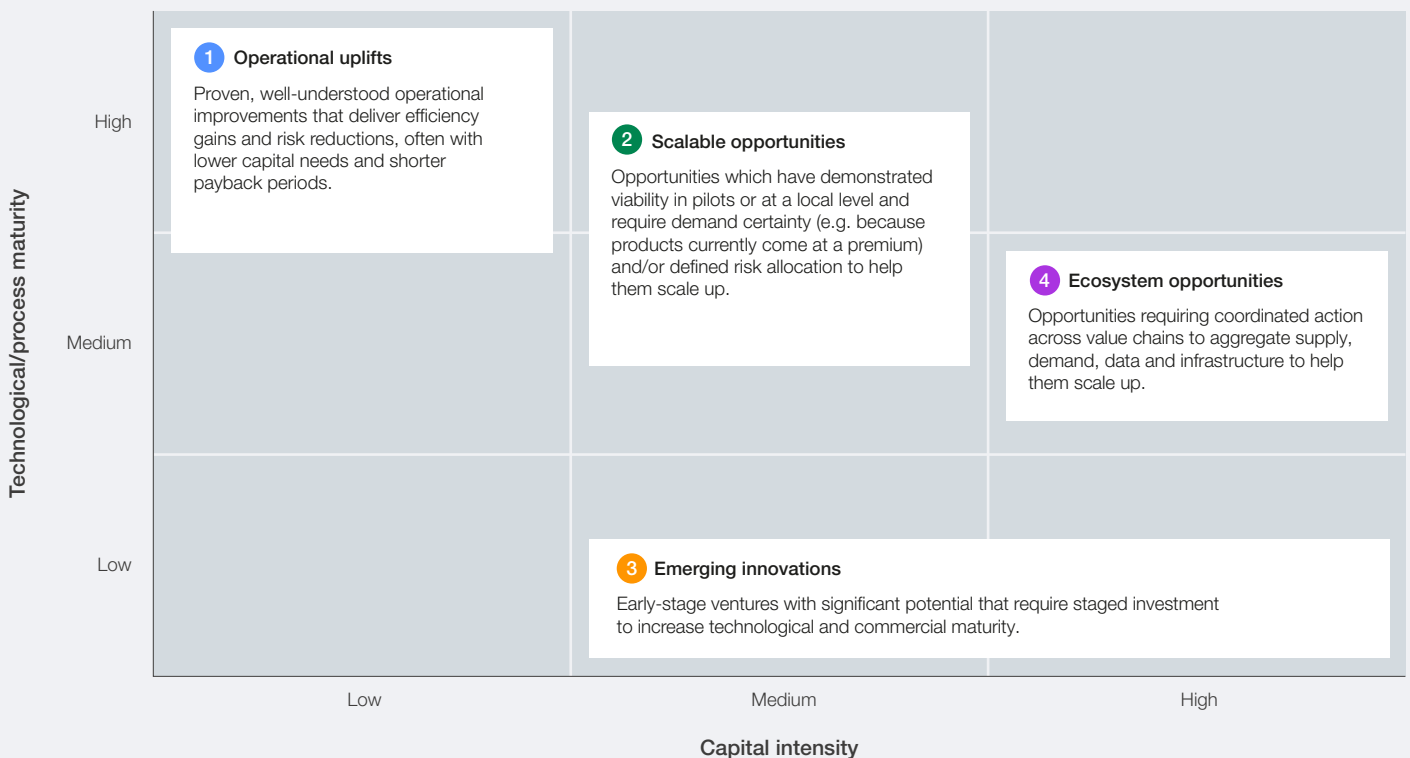 Technological/process maturity
High
Medium
Low
1 Operational uplifts
Proven, well-understood operational
improvements that deliver efficiency
gains and risk reductions, often with
lower capital needs and shorter
payback periods.
2 Scalable opportunities
Opportunities which have demonstrated
viability in pilots or at a local level and
require demand certainty (e.g. because
products currently come at a premium)
and/or defined risk allocation to help
them scale up.
4 Ecosystem opportunities
Opportunities requiring coordinated action
across value chains to aggregate supply,
demand, data and infrastructure to help
them scale up.
3 Emerging innovations
Early-stage ventures with significant potential that require staged investment
to increase technological and commercial maturity.
Low
Medium
High
Capital intensity